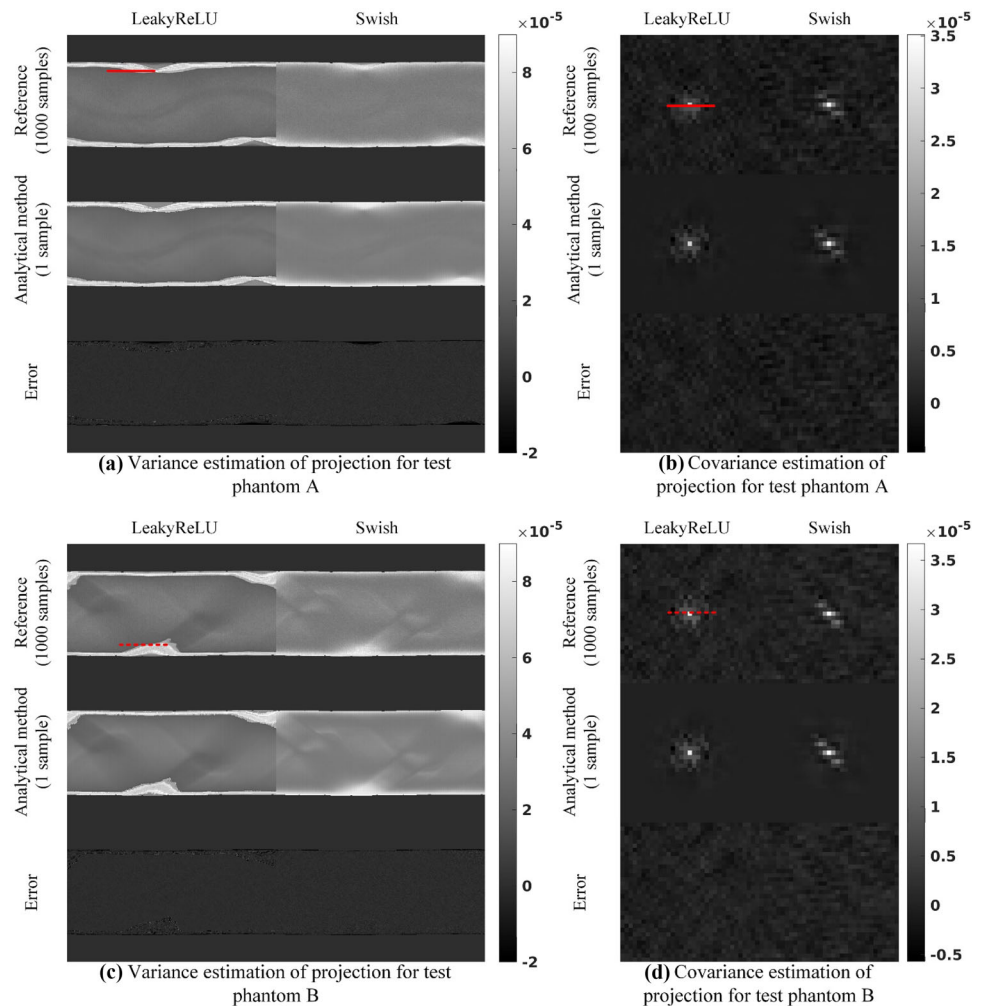 LeakyReLU Swish
×10⁻⁵
8
6
4
2
0
-2
Reference
(1000 samples)
Analytical method
(1 sample)
Error
(a) Variance estimation of projection for test
phantom A
LeakyReLU Swish
×10⁻⁵
3.5
3
2.5
2
1.5
1
0.5
0
Reference
(1000 samples)
Analytical method
(1 sample)
Error
(b) Covariance estimation of
projection for test phantom A
LeakyReLU Swish
×10⁻⁵
8
6
4
2
0
-2
Reference
(1000 samples)
Analytical method
(1 sample)
Error
(c) Variance estimation of projection for test
phantom B
LeakyReLU Swish
×10⁻⁵
3.5
3
2.5
2
1.5
1
0.5
0
-0.5
Reference
(1000 samples)
Analytical method
(1 sample)
Error
(d) Covariance estimation of
projection for test phantom B